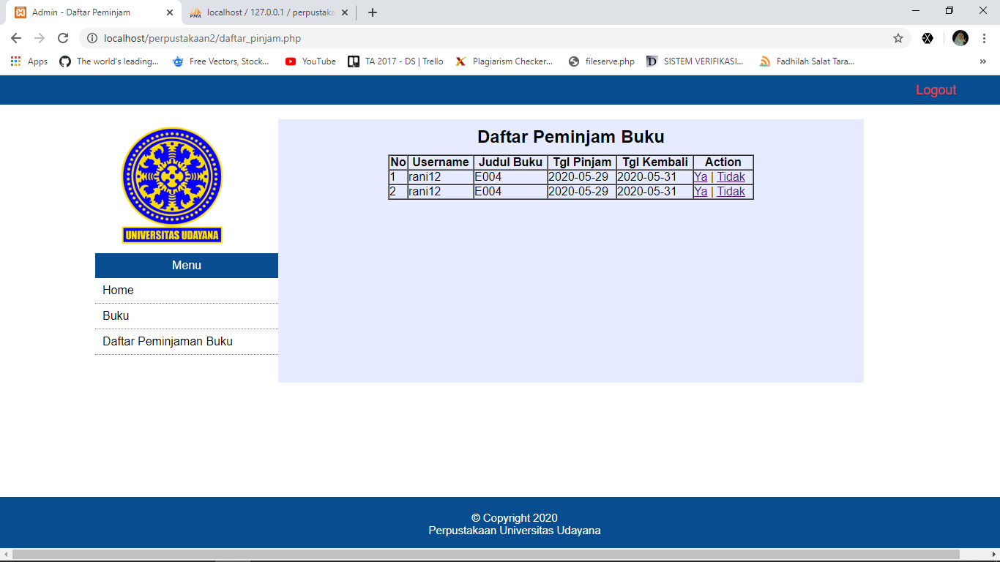 Admin - Daftar Peminjam
localhost / 127.0.0.1 / perpustaka
localhost/perpustakaan2/daftar_pinjam.php
Apps The world's leading... Free Vectors, Stock... YouTube TA 2017 - DS | Trello Plagiarism Checker... fileserve.php SISTEM VERIFIKASI... Fadhilah Salat Tara... »
Logout
UNIVERSITAS UDAYANA
Menu
Home
Buku
Daftar Peminjaman Buku
Daftar Peminjam Buku
No Username Judul Buku Tgl Pinjam Tgl Kembali Action
1 rani12 E004 2020-05-29 2020-05-31 Ya | Tidak
2 rani12 E004 2020-05-29 2020-05-31 Ya | Tidak
© Copyright 2020
Perpustakaan Universitas Udayana